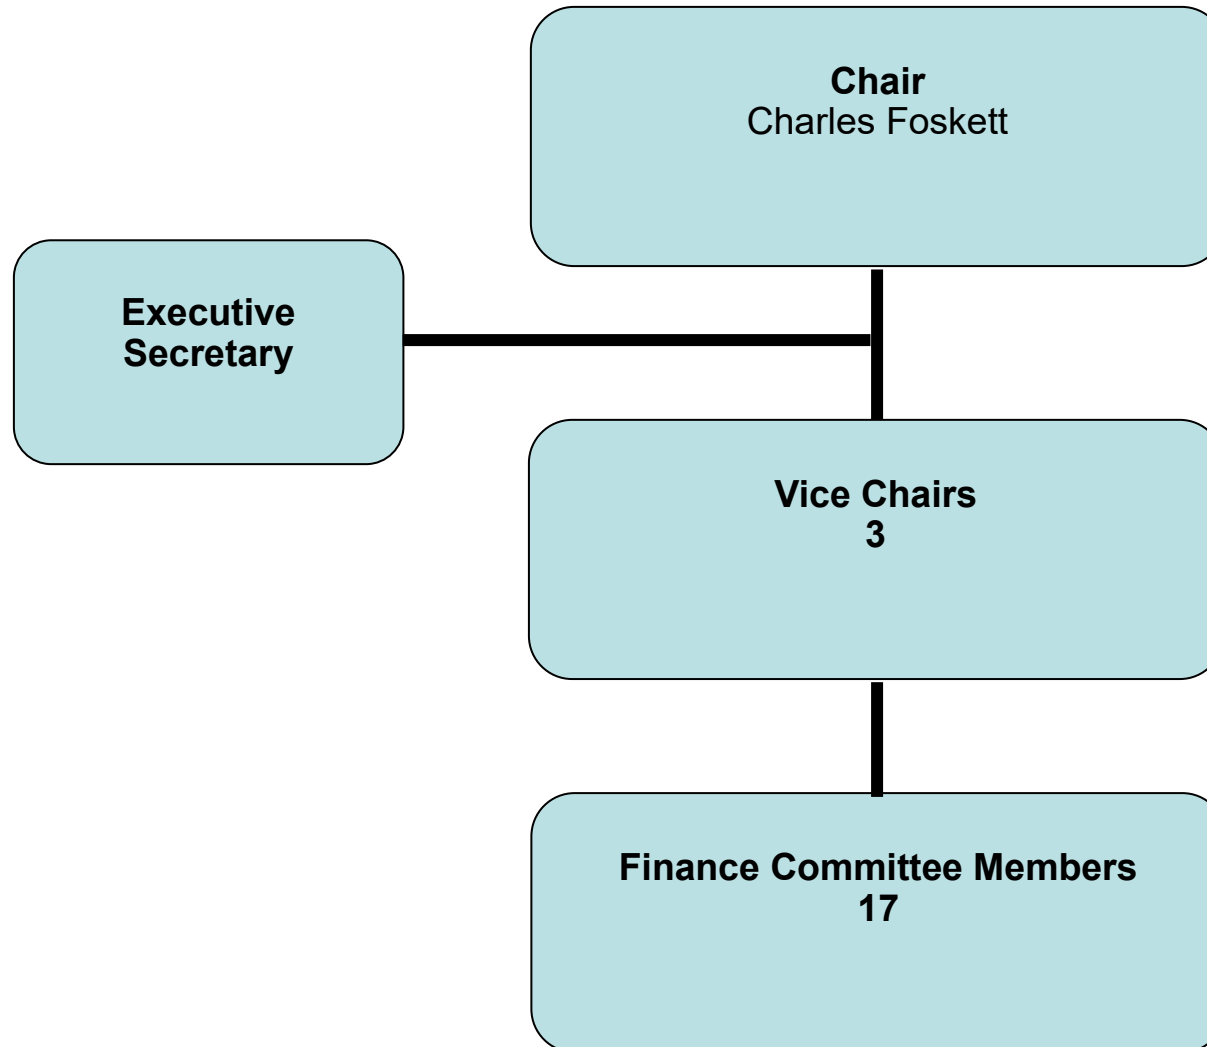 Chair
Charles Foskett
Executive
Secretary
Vice Chairs
3
Finance Committee Members
17